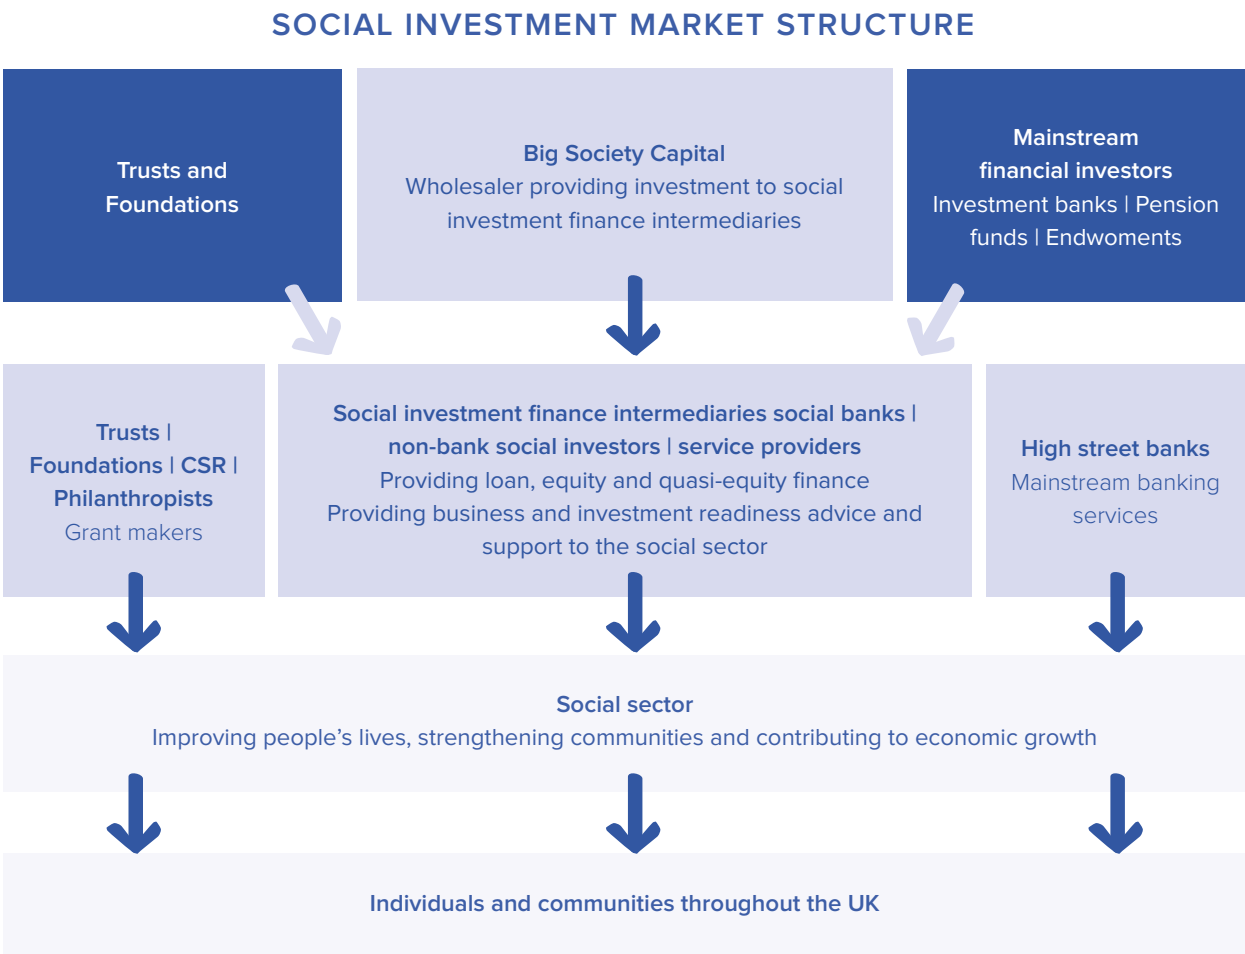 SOCIAL INVESTMENT MARKET STRUCTURE
Trusts and
Foundations
Big Society Capital
Wholesaler providing investment to social
investment finance intermediaries
Mainstream
financial investors
Investment banks | Pension
funds | Endwoments
Trusts |
Foundations | CSR |
Philanthropists
Grant makers
Social investment finance intermediaries social banks |
non-bank social investors | service providers
Providing loan, equity and quasi-equity finance
Providing business and investment readiness advice and
support to the social sector
High street banks
Mainstream banking
services
Social sector
Improving people’s lives, strengthening communities and contributing to economic growth
Individuals and communities throughout the UK